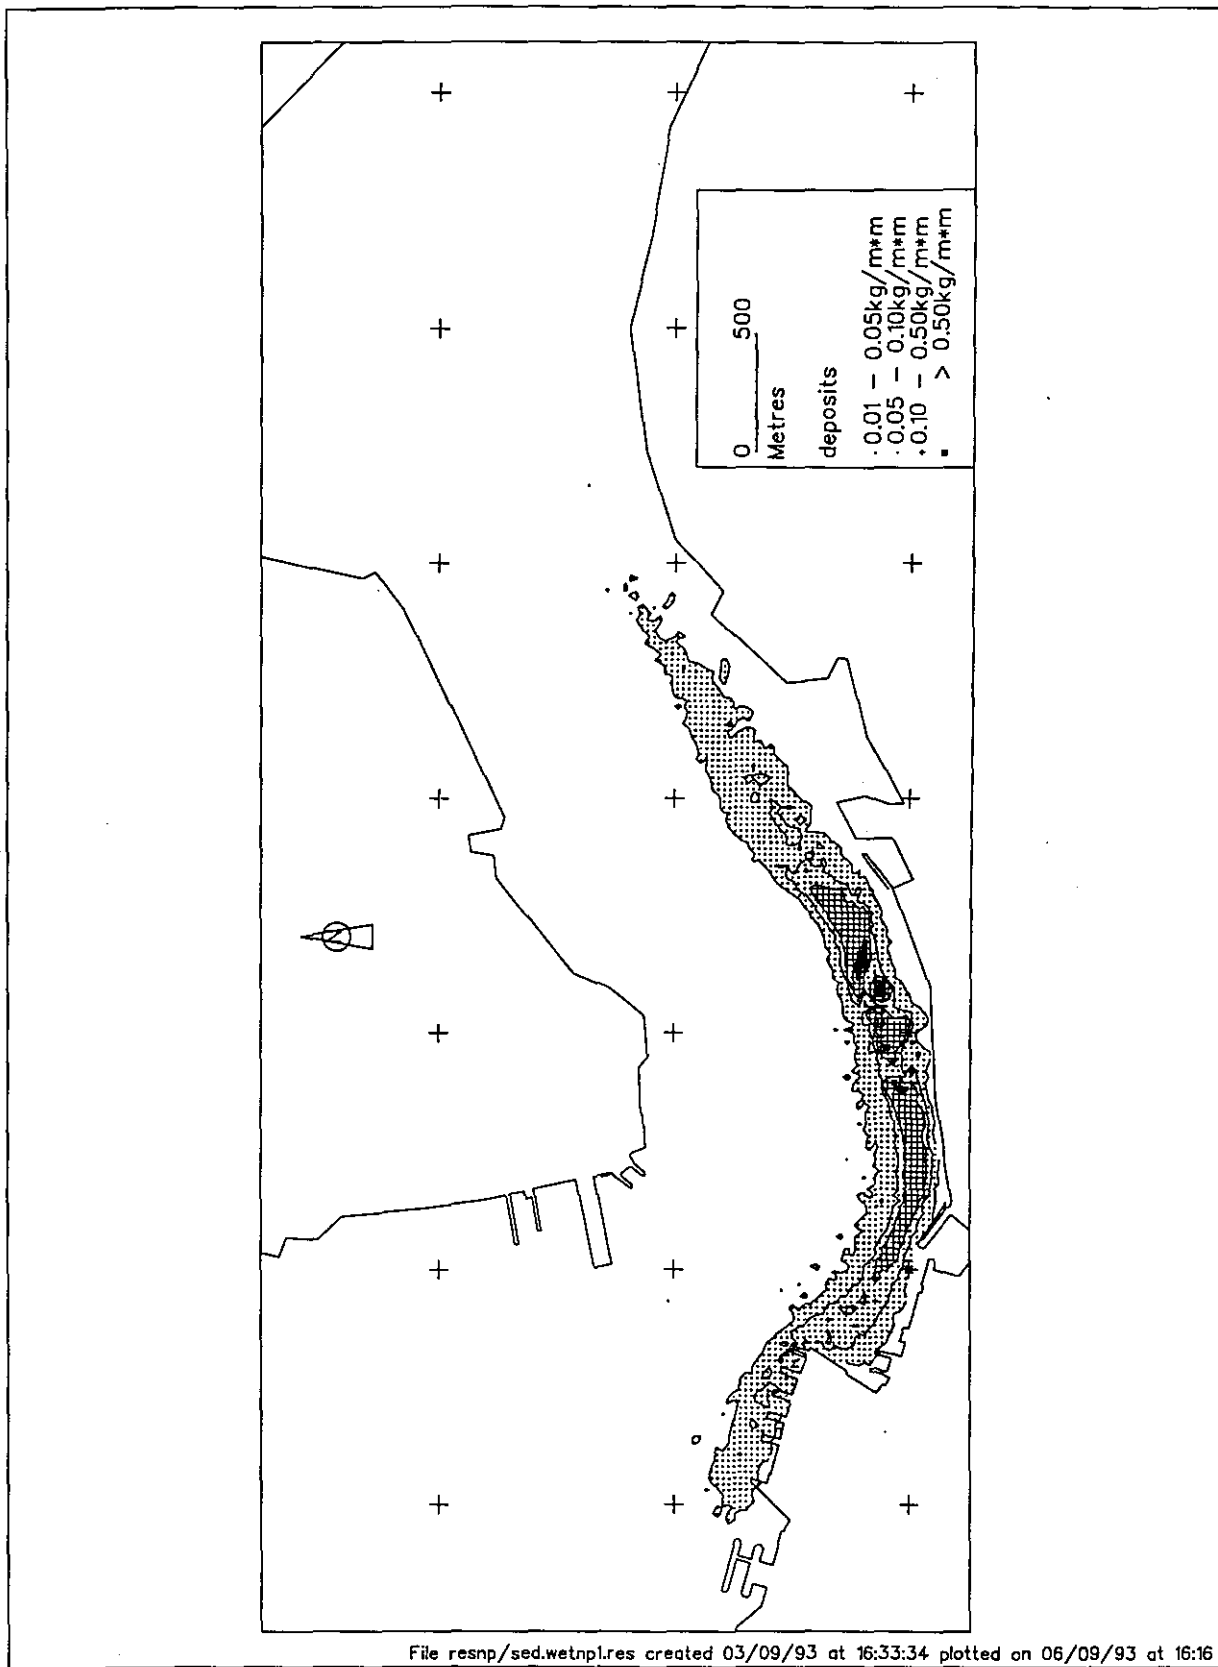 N
0 500
Metres
deposits
· 0.01 - 0.05kg/m*m
· 0.05 - 0.10kg/m*m
+ 0.10 - 0.50kg/m*m
▪ > 0.50kg/m*m
File resnp/sed.wetnp1.res created 03/09/93 at 16:33:34 plotted on 06/09/93 at 16:16